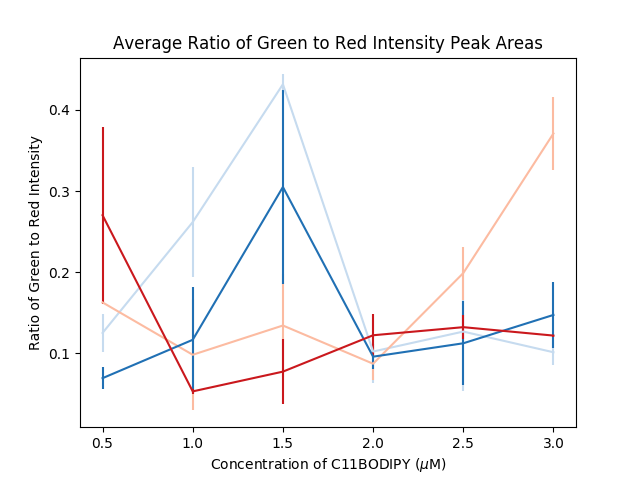 Average Ratio of Green to Red Intensity Peak Areas
Ratio of Green to Red Intensity
0.4
0.3
0.2
0.1
0.5 1.0 1.5 2.0 2.5 3.0
Concentration of C11BODIPY (μM)